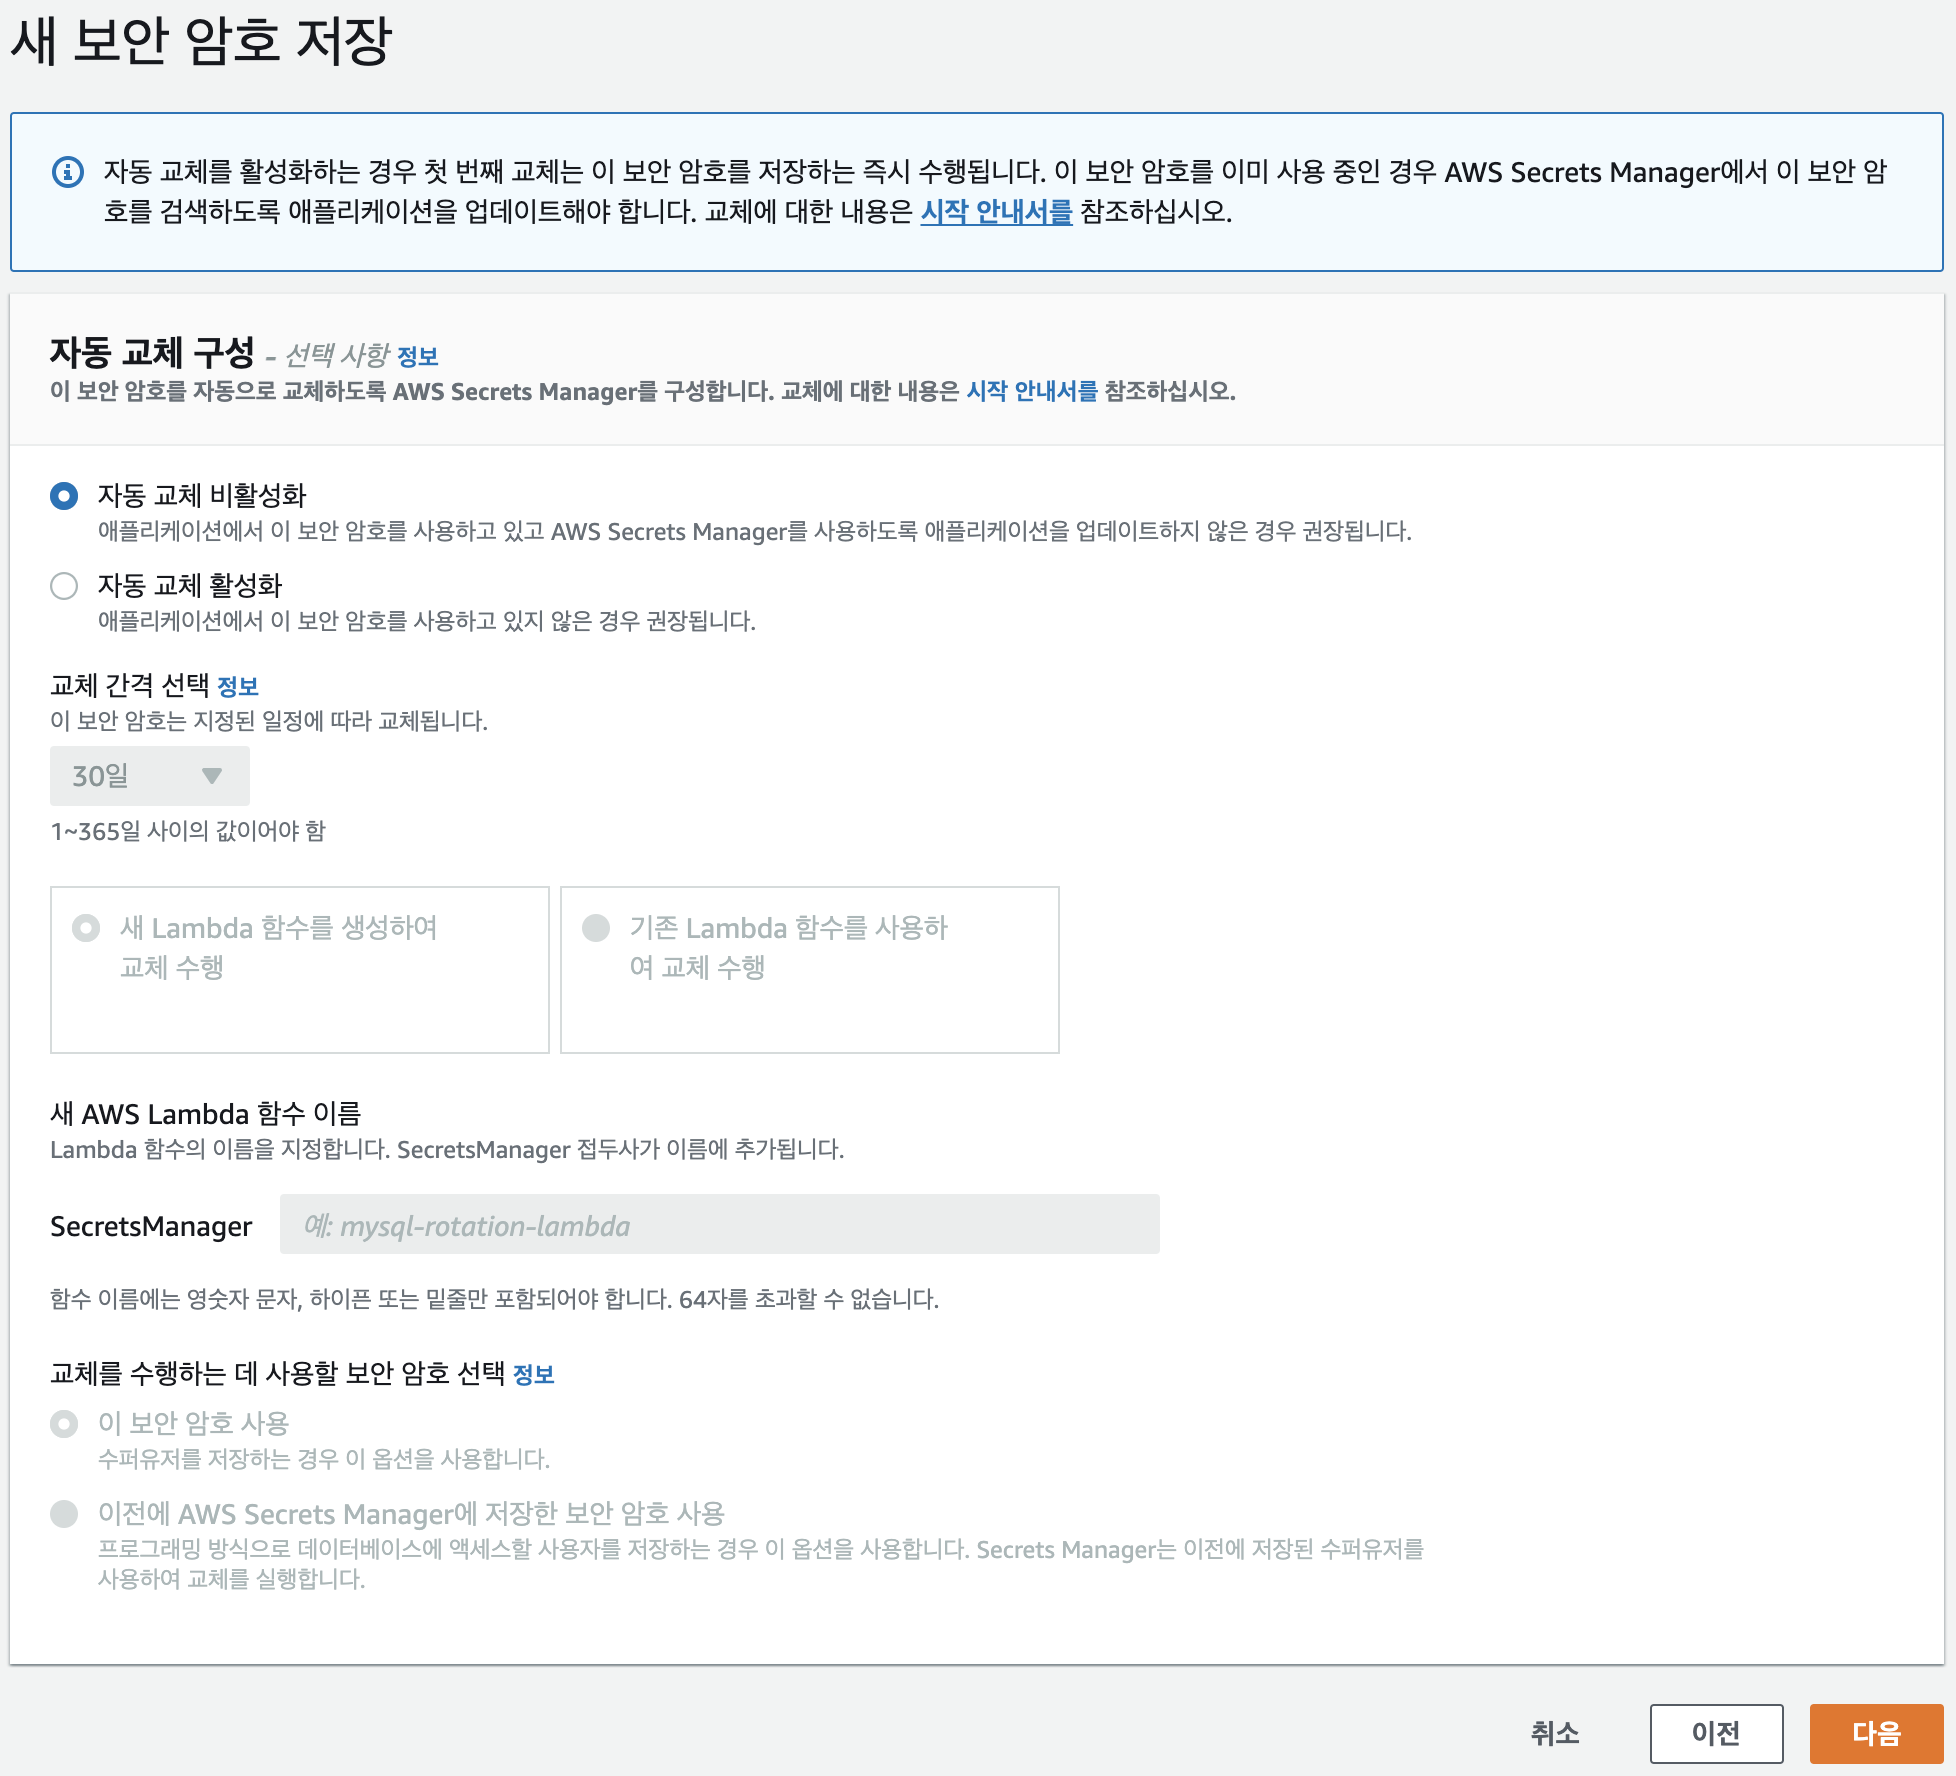 새 보안 암호 저장
자동 교체를 활성화하는 경우 첫 번째 교체는 이 보안 암호를 저장하는 즉시 수행됩니다. 이 보안 암호를 이미 사용 중인 경우 AWS Secrets Manager에서 이 보안 암
호를 검색하도록 애플리케이션을 업데이트해야 합니다. 교체에 대한 내용은 시작 안내서를 참조하십시오.
자동 교체 구성 - 선택 사항 정보
이 보안 암호를 자동으로 교체하도록 AWS Secrets Manager를 구성합니다. 교체에 대한 내용은 시작 안내서를 참조하십시오.
자동 교체 비활성화
애플리케이션에서 이 보안 암호를 사용하고 있고 AWS Secrets Manager를 사용하도록 애플리케이션을 업데이트하지 않은 경우 권장됩니다.
자동 교체 활성화
애플리케이션에서 이 보안 암호를 사용하고 있지 않은 경우 권장됩니다.
교체 간격 선택 정보
이 보안 암호는 지정된 일정에 따라 교체됩니다.
30일
1~365일 사이의 값이어야 함
새 Lambda 함수를 생성하여
교체 수행
기존 Lambda 함수를 사용하
여 교체 수행
새 AWS Lambda 함수 이름
Lambda 함수의 이름을 지정합니다. SecretsManager 접두사가 이름에 추가됩니다.
SecretsManager 예: mysql-rotation-lambda
함수 이름에는 영숫자 문자, 하이픈 또는 밑줄만 포함되어야 합니다. 64자를 초과할 수 없습니다.
교체를 수행하는 데 사용할 보안 암호 선택 정보
이 보안 암호 사용
수퍼유저를 저장하는 경우 이 옵션을 사용합니다.
이전에 AWS Secrets Manager에 저장한 보안 암호 사용
프로그래밍 방식으로 데이터베이스에 액세스할 사용자를 저장하는 경우 이 옵션을 사용합니다. Secrets Manager는 이전에 저장된 수퍼유저를
사용하여 교체를 실행합니다.
취소 이전 다음